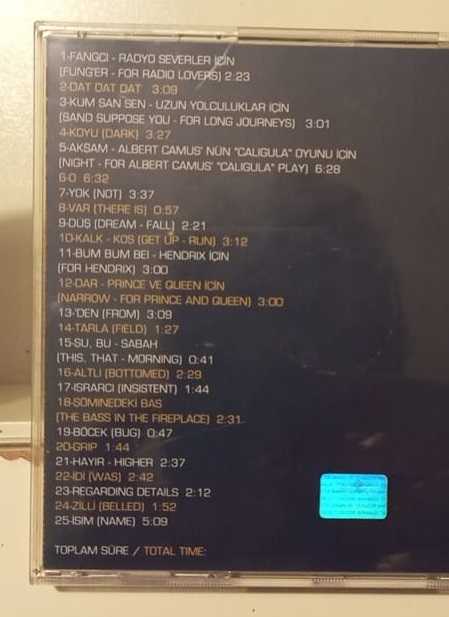 1-FANGCI - RADYO SEVERLER İÇİN
(FUNG'ER - FOR RADIO LOVERS) 2:23
2-DAT DAT DAT 3:09
3-KUM SAN SEN - UZUN YOLCULUKLAR İÇİN
(SAND SUPPOSE YOU - FOR LONG JOURNEYS) 3:01
4-KOYU (DARK) 3:27
5-AKŞAM - ALBERT CAMUS' NÜN "CALIGULA" OYUNU İÇİN
(NIGHT - FOR ALBERT CAMUS' "CALIGULA" PLAY) 6:28
6-O 6:32
7-YOK (NOT) 3:37
8-VAR (THERE IS) 0:57
9-DÜŞ (DREAM - FALL) 2:21
10-KALK - KOŞ (GET UP - RUN) 3:12
11-BUM BUM BEI - HENDRIX İÇİN
(FOR HENDRIX) 3:00
12-DAR - PRINCE VE QUEEN İÇİN
(NARROW - FOR PRINCE AND QUEEN) 3:00
13-'DEN (FROM) 3:09
14-TARLA (FIELD) 1:27
15-ŞU, BU - SABAH
(THIS, THAT - MORNING) 0:41
16-ALTLI (BOTTOMED) 2:29
17-ISRARCI (INSISTENT) 1:44
18-ŞÖMINEDEKİ BAS
(THE BASS IN THE FIREPLACE) 2:31
19-BÖCEK (BUG) 0:47
20-GRIP 1:44
21-HAYIR - HIGHER 2:37
22-İDİ (WAS) 2:42
23-REGARDING DETAILS 2:12
24-ZİLLİ (BELLED) 1:52
25-İSİM (NAME) 5:09
TOPLAM SÜRE / TOTAL TIME: